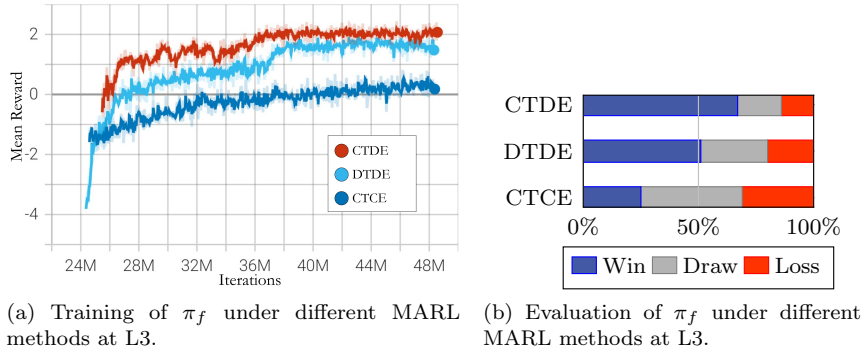 2
0
-2
-4
Mean Reward
CTDE
DTDE
CTCE
24M 28M 32M 36M 40M 44M 48M
Iterations
(a) Training of π_f under different MARL
methods at L3.
CTDE
DTDE
CTCE
0% 50% 100%
Win Draw Loss
(b) Evaluation of π_f under different
MARL methods at L3.